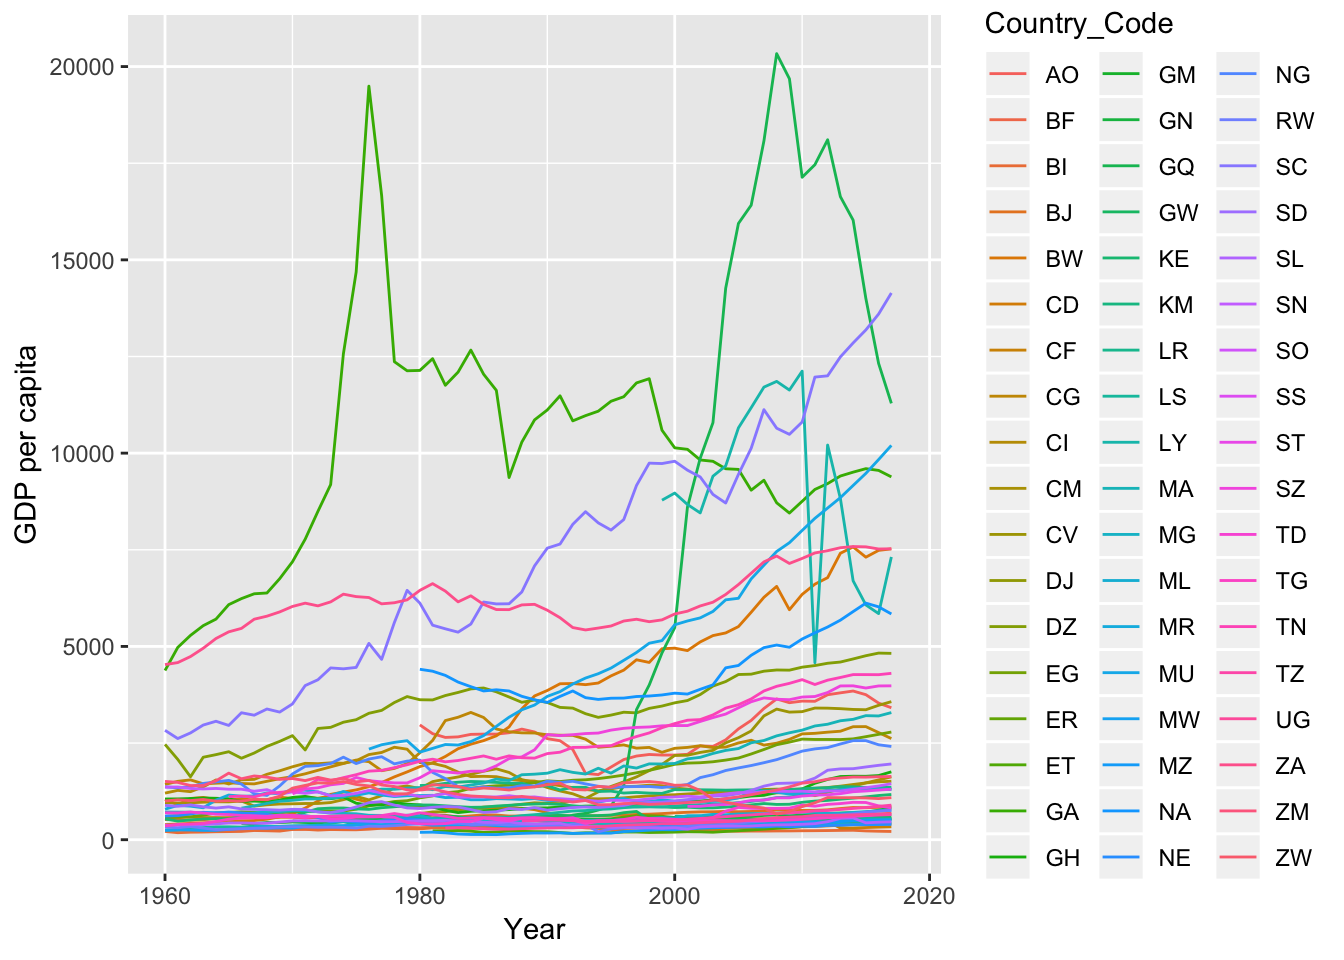 Country_Code
AO GM NG
BF GN RW
BI GQ SC
BJ GW SD
BW KE SL
CD KM SN
CF LR SO
CG LS SS
CI LY ST
CM MA SZ
CV MG TD
DJ ML TG
DZ MR TN
EG MU TZ
ER MW UG
ET MZ ZA
GA NA ZM
GH NE ZW
GDP per capita
20000
15000
10000
5000
0
1960 1980 2000 2020
Year